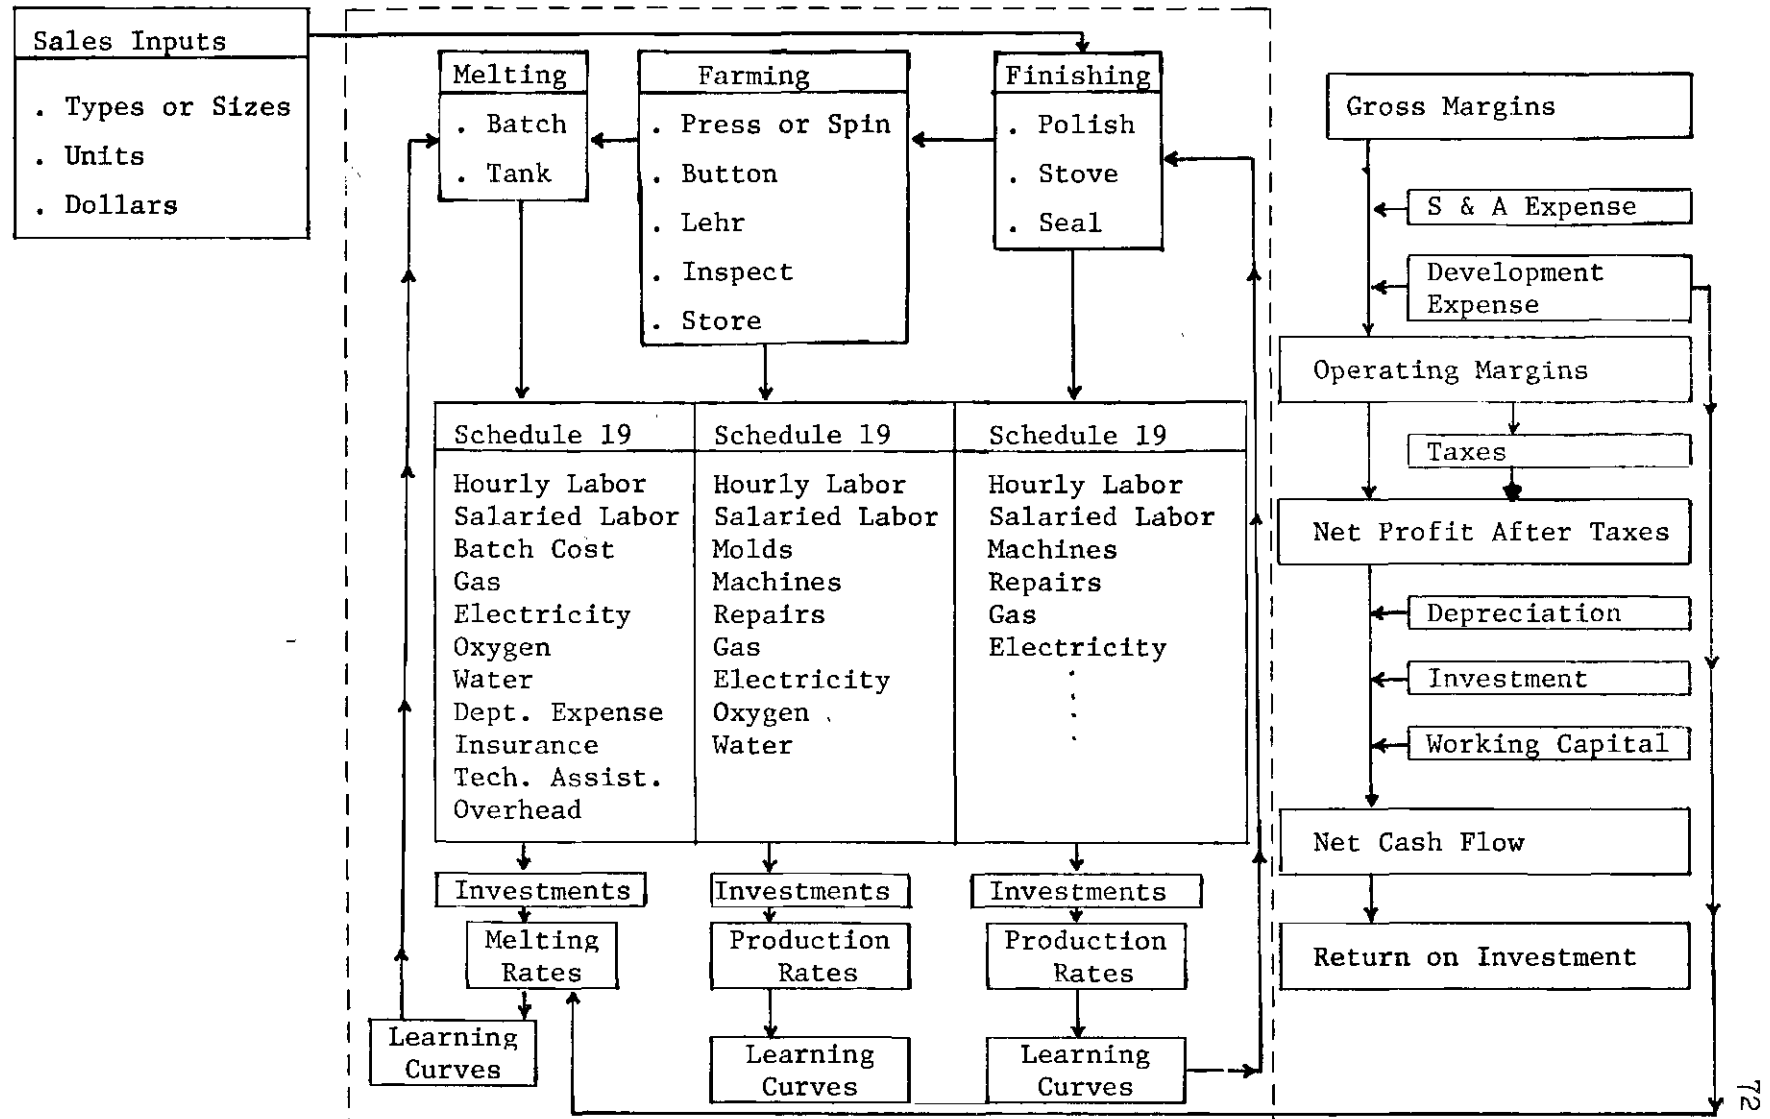 Sales Inputs
. Types or Sizes
. Units
. Dollars
Melting
. Batch
. Tank
Farming
. Press or Spin
. Button
. Lehr
. Inspect
. Store
Finishing
. Polish
. Stove
. Seal
Schedule 19
Hourly Labor
Salaried Labor
Batch Cost
Gas
Electricity
Oxygen
Water
Dept. Expense
Insurance
Tech. Assist.
Overhead
Schedule 19
Hourly Labor
Salaried Labor
Molds
Machines
Repairs
Gas
Electricity
Oxygen
Water
Schedule 19
Hourly Labor
Salaried Labor
Machines
Repairs
Gas
Electricity
.
.
.
Investments
Melting
Rates
Learning
Curves
Investments
Production
Rates
Learning
Curves
Investments
Production
Rates
Learning
Curves
Gross Margins
S & A Expense
Development
Expense
Operating Margins
Taxes
Net Profit After Taxes
Depreciation
Investment
Working Capital
Net Cash Flow
Return on Investment
72